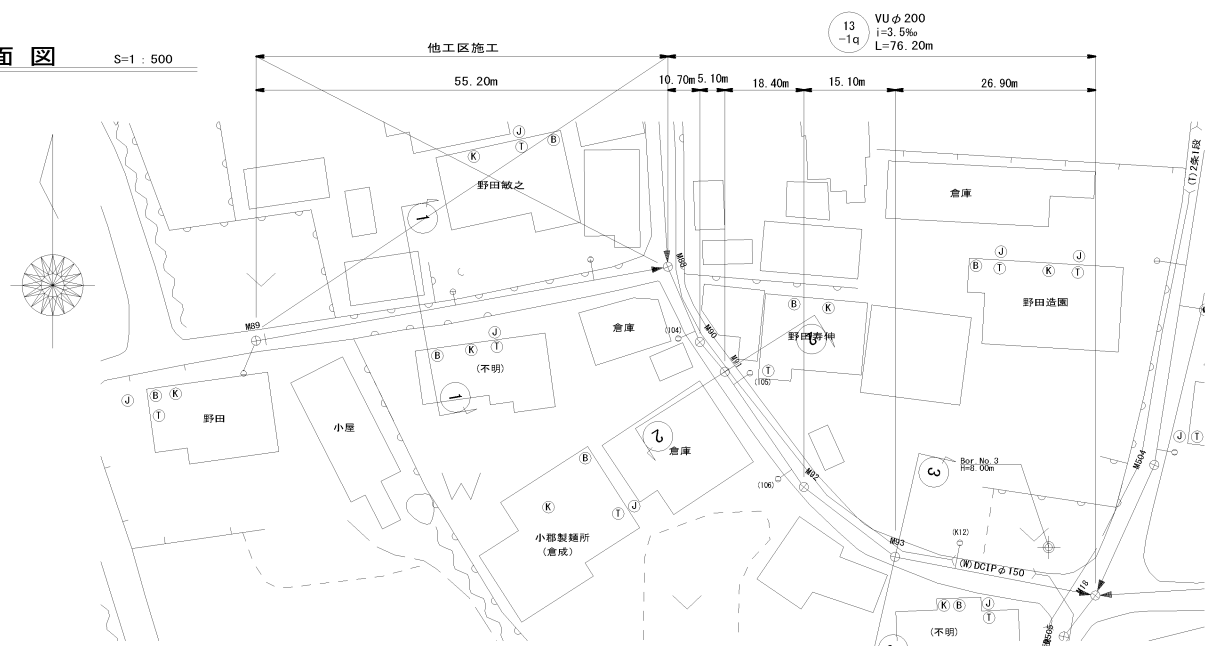 面 図
S=1 : 500
13
-1q
VUφ200
i=3.5‰
L=76.20m
他工区施工
55.20m
10.70m
5.10m
18.40m
15.10m
26.90m
J
T
B
K
野田敏之
1
倉庫
(T)2条1段
J
J
B
T
K
T
野田造園
M88
M89
倉庫
(104)
M90
B
K
野田寿伸
2
M91
T
(105)
J
B
K
T
(不明)
1
J
B
K
T
野田
小屋
2
倉庫
B
K
T
J
小郡製麺所
(倉成)
(106)
M92
3
Bor.No.3
H=8.00m
M504
J
T
M93
(K12)
(W)DCIPφ150
M18
K
B
J
T
(不明)